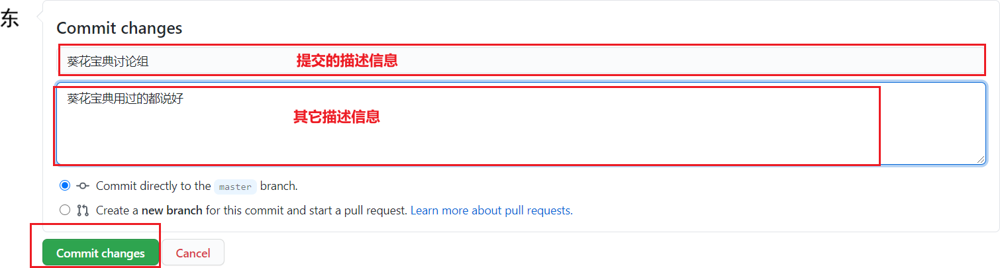 东
Commit changes
葵花宝典讨论组 提交的描述信息
葵花宝典用过的都说好
其它描述信息
Commit directly to the master branch.
Create a new branch for this commit and start a pull request. Learn more about pull requests.
Commit changes Cancel